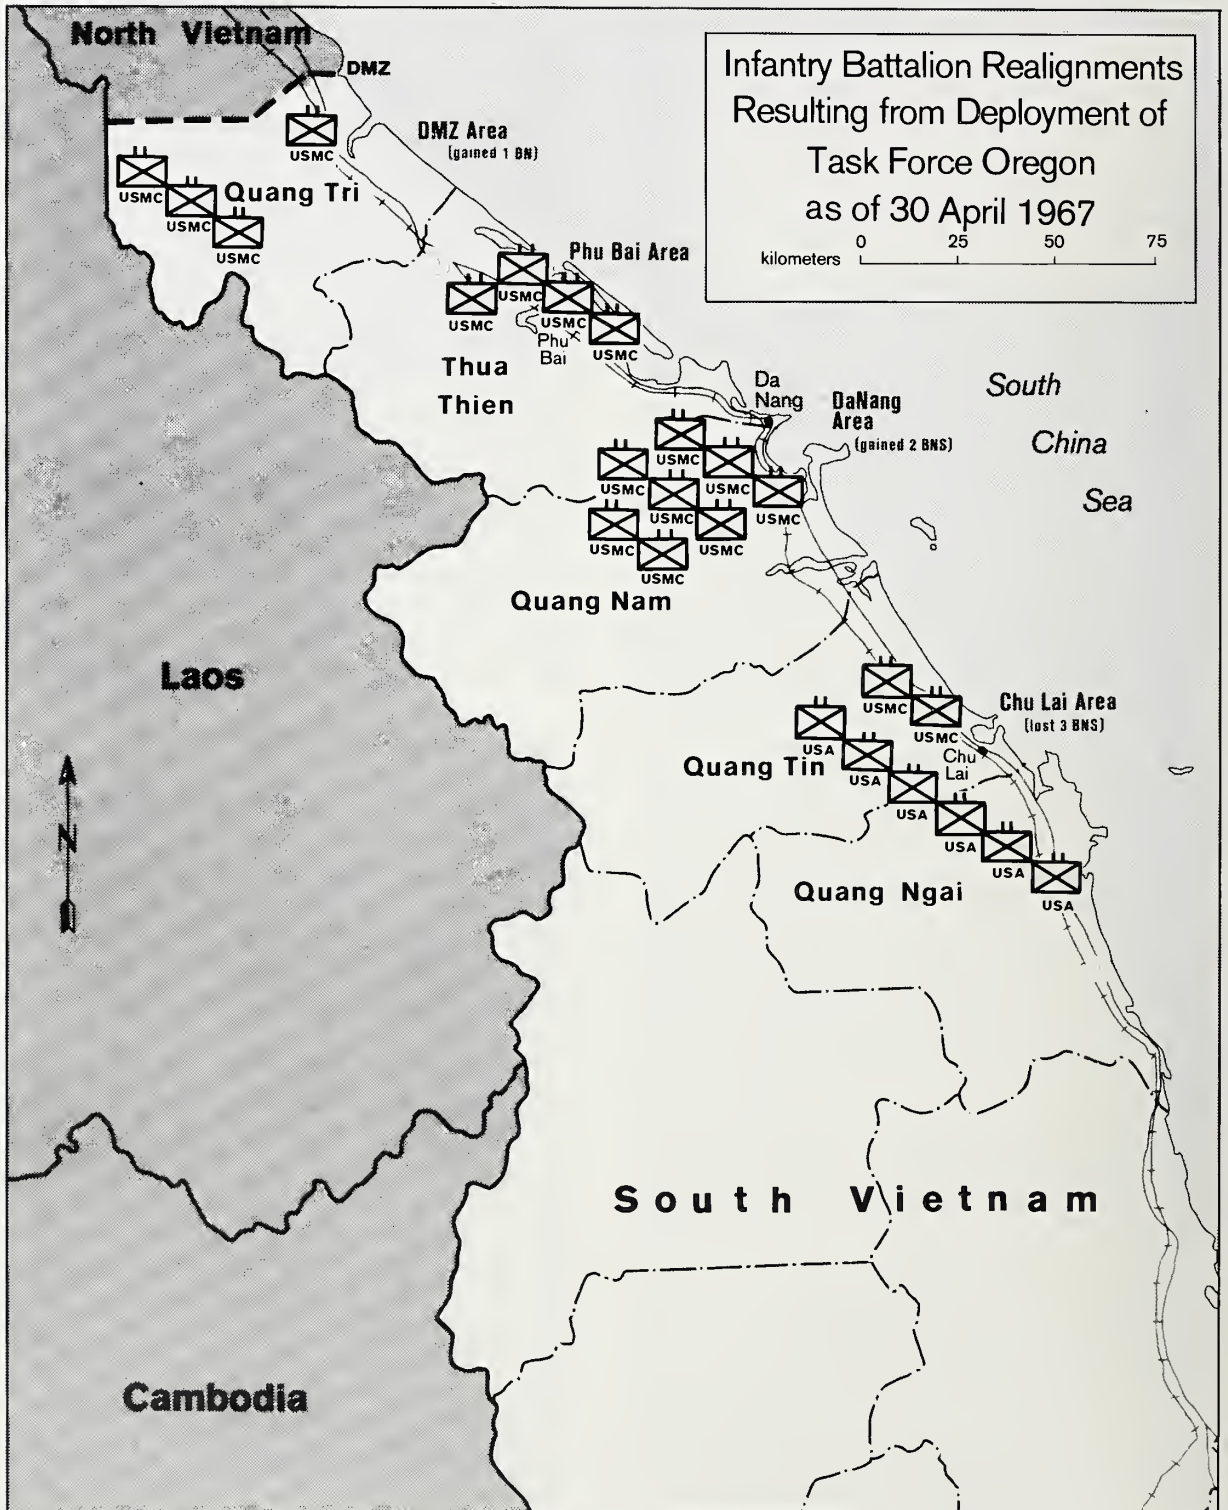 North Vietnam
DMZ
Infantry Battalion Realignments
Resulting from Deployment of
Task Force Oregon
as of 30 April 1967
0 25 50 75
kilometers
DMZ Area
(gained 1 BN)
USMC
USMC
USMC
USMC
Quang Tri
Phu Bai Area
USMC
USMC
USMC
USMC
Phu
Bai
Thua
Thien
Da
Nang
DaNang
Area
(gained 2 BNS)
South
China
Sea
USMC
USMC
USMC
USMC
USMC
USMC
USMC
USMC
Quang Nam
Laos
USMC
USMC
Chu Lai Area
(lost 3 BNS)
Chu
Lai
Quang Tin
USA
USA
USA
USA
USA
USA
N
Quang Ngai
South Vietnam
Cambodia